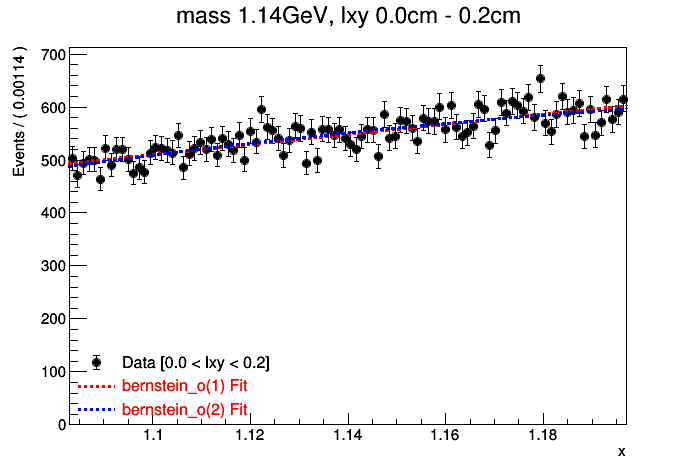 mass 1.14GeV, lxy 0.0cm - 0.2cm
Events / ( 0.00114 )
700
600
500
400
300
200
100
0
Data [0.0 < lxy < 0.2]
bernstein_o(1) Fit
bernstein_o(2) Fit
1.1 1.12 1.14 1.16 1.18
x